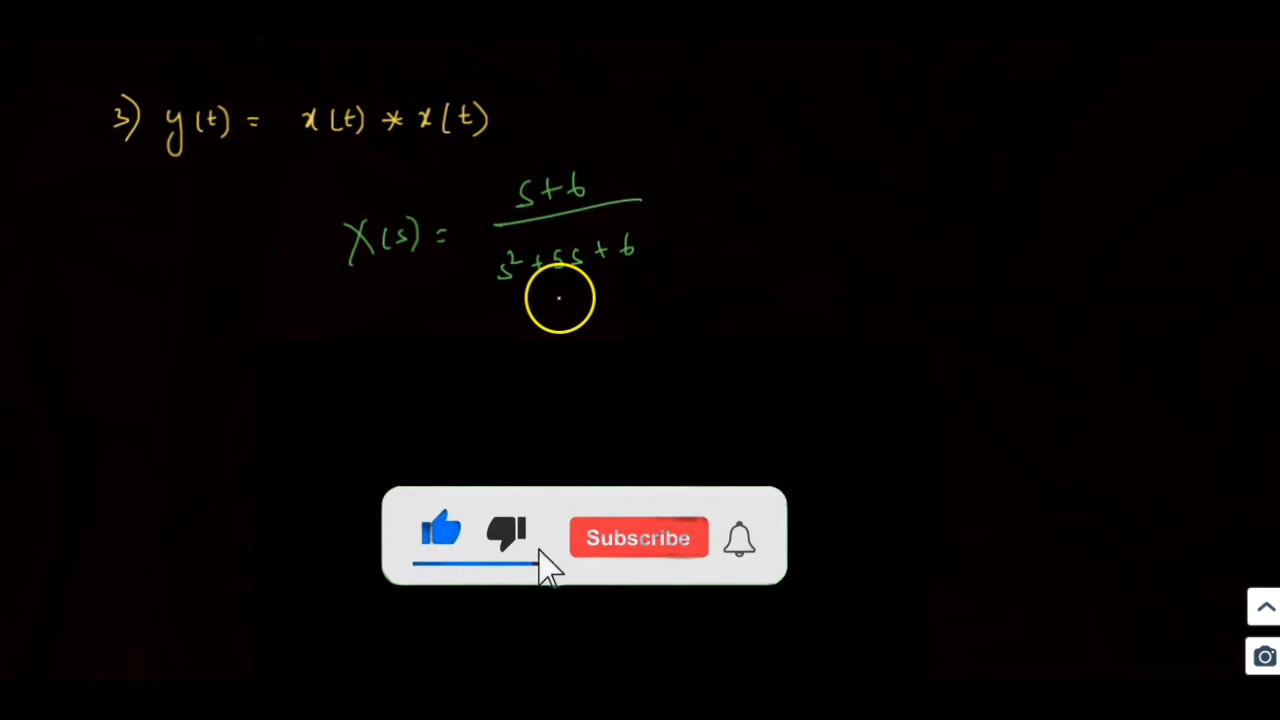 3) y(t) = x(t) * x(t)
X(s) = s+6
s² + 5s + 6
Subscribe